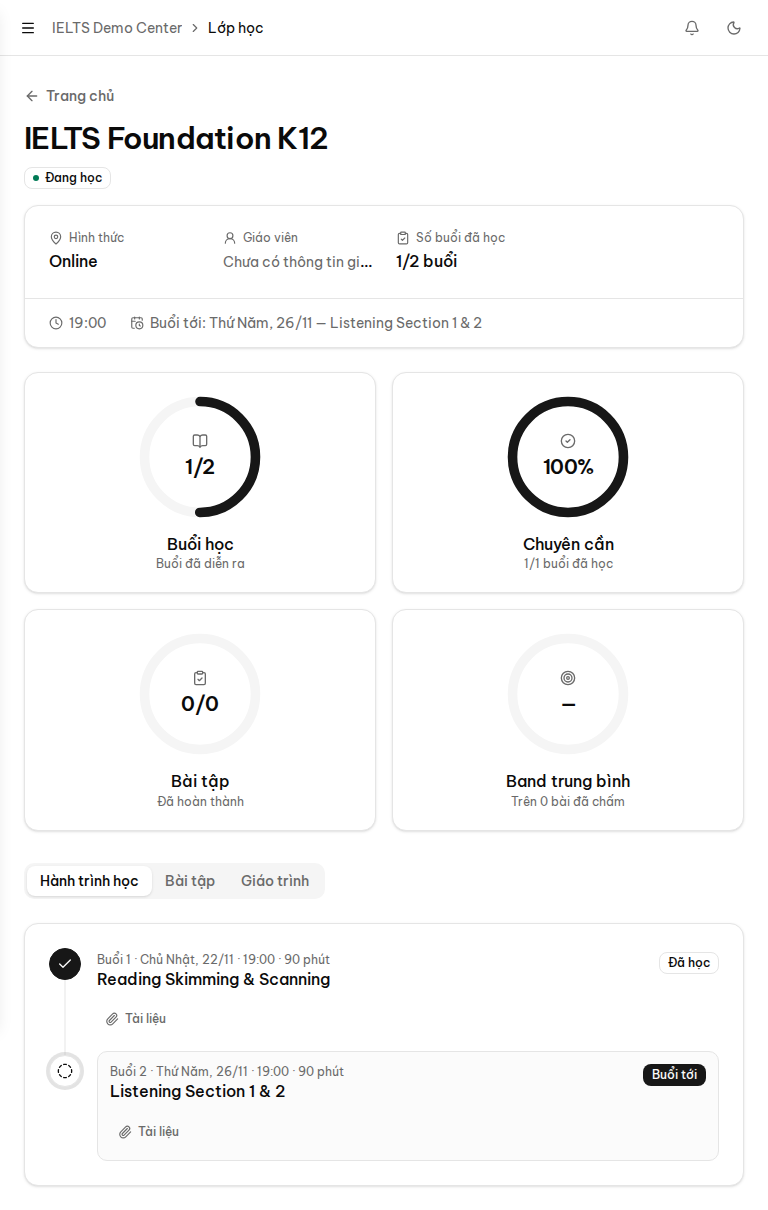 IELTS Demo Center > Lớp học
Trang chủ
IELTS Foundation K12
Đang học
Hình thức
Giáo viên
Số buổi đã học
Online
Chưa có thông tin gi...
1/2 buổi
19:00
Buổi tới: Thứ Năm, 26/11 — Listening Section 1 & 2
1/2
Buổi học
Buổi đã diễn ra
100%
Chuyên cần
1/1 buổi đã học
0/0
Bài tập
Đã hoàn thành
—
Band trung bình
Trên 0 bài đã chấm
Hành trình học
Bài tập
Giáo trình
Buổi 1 · Chủ Nhật, 22/11 · 19:00 · 90 phút
Đã học
Reading Skimming & Scanning
Tài liệu
Buổi 2 · Thứ Năm, 26/11 · 19:00 · 90 phút
Buổi tới
Listening Section 1 & 2
Tài liệu